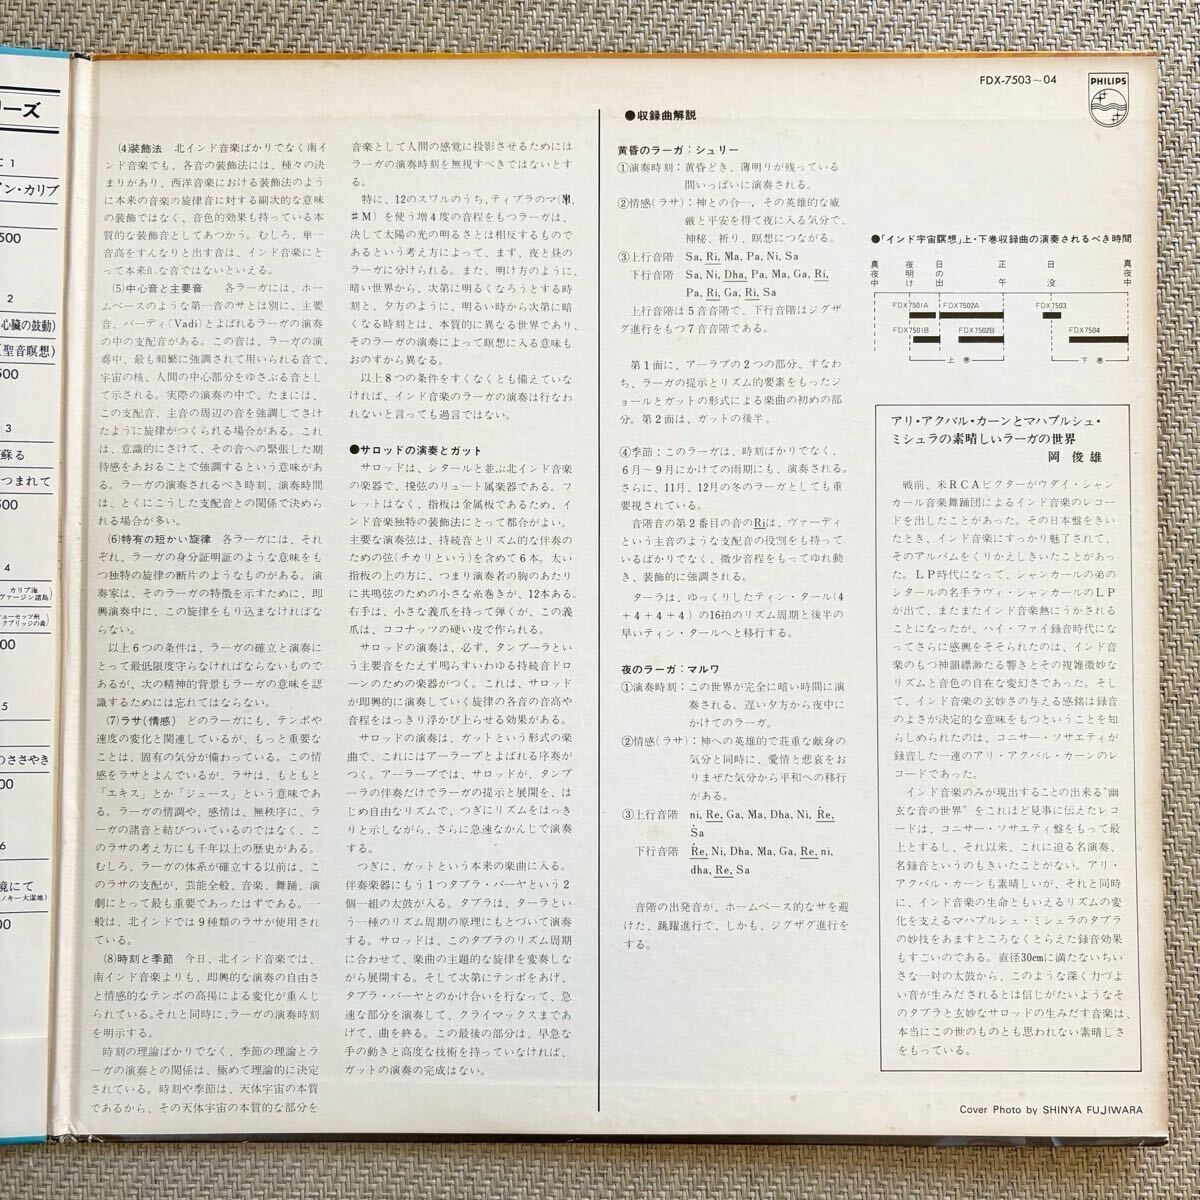 リーズ
C 1
イン・カリブ
500
2
心臓の鼓動)
(聖音瞑想)
500
3
蘇る
つまれて
500
4
カリブ海
ヴァージン諸島
00
5
のささやき
00
6
境にて
00
FDX-7503〜04
PHILIPS
(4)装飾法 北インド音楽ばかりでなく南イ
ンド音楽でも、各音の装飾法には、種々の決
まりがあり、西洋音楽における装飾法のよう
に本来の音楽の旋律音に対する副次的な意味
の装飾ではなく、音色的効果も持っている本
質的な装飾音としてあつかう。むしろ、単一
音高をすんなりと出す音は、インド音楽にと
って本来的な音ではないといえる。
(5)中心音と主要音 各ラーガには、ホー
ムベースのような第一音のサとは別に、主要
音、バーディ(Vadi)とよばれるラーガの演奏
の中の支配音がある。この音は、ラーガの演
奏中、最も頻繁に強調されて用いられる音で、
宇宙の核、人間の中心部分をゆさぶる音とし
て示される。実際の演奏の中で、たまには、
この支配音、主音の周辺の音を強調してさけ
たように旋律がつくられる場合がある。これ
は、意識的にさけて、その音への緊張した期
待感をあおることで強調するという意味があ
る。ラーガの演奏されるべき時刻、演奏時間
は、とくにこうした支配音との関係で決めら
れる場合が多い。
(6)特有の短かい旋律 各ラーガには、それ
ぞれ、ラーガの身分証明証のような意味をも
つ独特の旋律の断片のようなものがある。演
奏家は、そのラーガの特徴を示すために、即
興演奏中に、この旋律をもり込まなければな
らない。
以上6つの条件は、ラーガの確立と演奏に
とって最低限度守らなければならないもので
あるが、次の精神的背景もラーガの意味を認
識するためには忘れてはならない。
(7)ラサ(情感) どのラーガにも、テンポや
速度の変化と関連しているが、もっと重要な
ことは、固有の気分が備わっている。この情
感をラサとよんでいるが、ラサは、もともと
「エキス」とか「ジュース」という意味であ
る。ラーガの情調や、感情は、無秩序に、ラ
ーガの諸音と結びついているのではなく、こ
のラサの考え方にも千年以上の歴史がある。
むしろ、ラーガの体系が確立する以前は、こ
のラサの支配が、芸能全般、音楽、舞踊、演
劇にとって最も重要であったはずである。一
般は、北インドでは9種類のラサが使用され
ている。
(8)時刻と季節 今日、北インド音楽では、
南インド音楽よりも、即興的な演奏の自由さ
と情感的なテンポの高揚による変化が重んじ
られている。それと同時に、ラーガの演奏時刻
を明示する。
時刻の理論ばかりでなく、季節の理論とラ
ーガの演奏との関係は、極めて理論的に決定
されている。時刻や季節は、天体宇宙の本質
であるから、その天体宇宙の本質的な部分を
音楽として人間の感覚に投影させるためには
ラーガの演奏時刻を無視すべきではないとす
る。
特に、12のスワルのうち、ティブラのマ(
♯M)を使う増4度の音程をもつラーガは、
決して太陽の光の明るさとは相反するもので
あるという考え方によって、まず、夜と昼の
ラーガに分けられる。また、明け方のように、
暗い世界から、次第に明るくなろうとする時
刻と、夕方のように、明るい時から次第に暗
くなる時刻とは、本質的に異なる世界であり、
そのラーガの演奏によって瞑想に入る意味も
おのすから異なる。
以上8つの条件をすくなくとも備えていな
ければ、インド音楽のラーガの演奏は行なわ
れないと言っても過言ではない。
●サロッドの演奏とガット
サロッドは、シタールと並ぶ北インド音楽
の楽器で、撥弦のリュート属楽器である。フ
レットはなく、指板は金属板であるため、イ
ンド音楽独特の装飾法にとって都合がよい。
主要な演奏弦は、持続音とリズム的な伴奏の
ための弦(チカリという)を含めて6本。太い
指板の上の方に、つまり演奏者の胸のあたり
に共鳴弦のための小さな糸巻きが、12本ある。
右手は、小さな義爪を持って弾くが、この義
爪は、ココナッツの硬い皮で作られる。
サロッドの演奏は、必ず、タンブーラとい
う主要音をたえず鳴らすいわゆる持続音ドロ
ーンのための楽器がつく。これは、サロッド
が即興的に演奏していく旋律の各音の音高や
音程をはっきり浮かび上らせる効果がある。
サロッドの演奏は、ガットという形式の楽
曲で、これにはアーラープとよばれる序奏が
つく。アーラープでは、サロッドが、タンブ
ーラの伴奏だけでラーガの提示と展開を、は
じめ自由なリズムで、つぎにリズムをはっき
りと示しながら、さらに急速なかんじで演奏
する。
つぎに、ガットという本来の楽曲に入る。
伴奏楽器にもう1つタブラ・バーヤという2
個一組の太鼓が入る。タブラは、ターラとい
う一種のリズム周期の原理にもとづいて演奏
する。サロッドは、このタブラのリズム周期
に合わせて、楽曲の主題的な旋律を変奏しな
がら展開する。そして次第にテンポをあげ、
タブラ・バーヤとのかけ合いを行なって、急
速な部分を演奏して、クライマックスまであ
げて、曲を終る。この最後の部分は、早急な
手の動きと高度な技術を持っていなければ、
ガットの演奏の完成はない。
●収録曲解説
黄昏のラーガ：シュリー
①演奏時刻：黄昏どき、薄明りが残っている
間いっぱいに演奏される。
②情感(ラサ)：神との合一、その英雄的な威
厳と平安を得て夜に入る気分で、
神秘、祈り、瞑想につながる。
③上行音階 Sa, Ri, Ma, Pa, Ni, Sa
下行音階 Sa, Ni, Dha, Pa, Ma, Ga, Ri,
Pa, Ri, Ga, Ri, Sa
上行音階は5音音階で、下行音階はジグザ
グ進行をもつ7音音階である。
第1面に、アーラプの2つの部分、すなわ
ち、ラーガの提示とリズム的要素をもったジ
ョールとガットの形式による楽曲の初めの部
分。第2面は、ガットの後半。
④季節：このラーガは、時刻ばかりでなく、
6月〜9月にかけての雨期にも、演奏される。
さらに、11月、12月の冬のラーガとしても重
要視されている。
音階音の第2番目の音のRiは、ヴァーディ
という主音のような支配音の役割をも持って
いるばかりでなく、微少音程をもってゆれ動
き、装飾的に強調される。
ターラは、ゆっくりしたティン・タール(4
+4+4+4)の16拍のリズム周期と後半の
早いティン・タールへと移行する。
夜のラーガ：マルワ
①演奏時刻：この世界が完全に暗い時間に演
奏される。遅い夕方から夜中に
かけてのラーガ。
②情感(ラサ)：神への英雄的で荘重な献身の
気分と同時に、愛情と悲哀をお
りまぜた気分から平和への移行
がある。
③上行音階 ni, Re, Ga, Ma, Dha, Ni, Ṙe,
Ṡa
下行音階 Ṙe, Ni, Dha, Ma, Ga, Re, ni,
dha, Re, Sa
音階の出発音が、ホームベース的なサを避
けた、跳躍進行で、しかも、ジグザグ進行を
する。
●「インド宇宙瞑想」上・下巻収録曲の演奏されるべき時間
真夜中 夜明け 日の出 正午 日没 真夜中
FDX7501A FDX7502A FDX7503
FDX7501B FDX7502B FDX7504
上巻 下巻
アリ・アクバル・カーンとマハプルシュ・
ミシュラの素晴しいラーガの世界
岡 俊雄
戦前、米RCAビクターがウダイ・シャン
カール音楽舞踊団によるインド音楽のレコー
ドを出したことがあった。その日本盤をきい
たとき、インド音楽にすっかり魅了されて、
そのアルバムをくりかえしきいたことがあっ
た。LP時代になって、シャンカールの弟の
シタールの名手ラヴィ・シャンカールのLP
が出て、またまたインド音楽熱にうかされる
ことになったが、ハイ・ファイ録音時代にな
ってさらに感興をそそられたのは、インド音
楽のもつ神韻縹渺たる響きとその複雑微妙な
リズムと音色の自在な変幻さであった。そし
て、インド音楽の玄妙さの与える感銘は録音
のよさが決定的な意味をもつということを知
らしめられたのは、コニサー・ソサエティが
録音した一連のアリ・アクバル・カーンのレ
コードであった。
インド音楽のみが現出することの出来る“幽
玄な音の世界”をこれほど見事に伝えたレコ
ードは、コニサー・ソサエティ盤をもって最
上とするし、それ以来、これに迫る名演奏、
名録音というのもきいたことがない。アリ・
アクバル・カーンも素晴しいが、それと同時
に、インド音楽の生命ともいえるリズムの変
化を支えるマハプルシュ・ミシュラのタブラ
の妙技をあますところなくとらえた録音効果
もすごいのである。直径30cmに満たないちい
さな一対の太鼓から、このような深く力づよ
い音が生みだされるとは信じがたいようなそ
のタブラと玄妙なサロッドの生みだす音楽は、
本当にこの世のものとも思われない素晴しさ
をもっている。
Cover Photo by SHINYA FUJIWARA